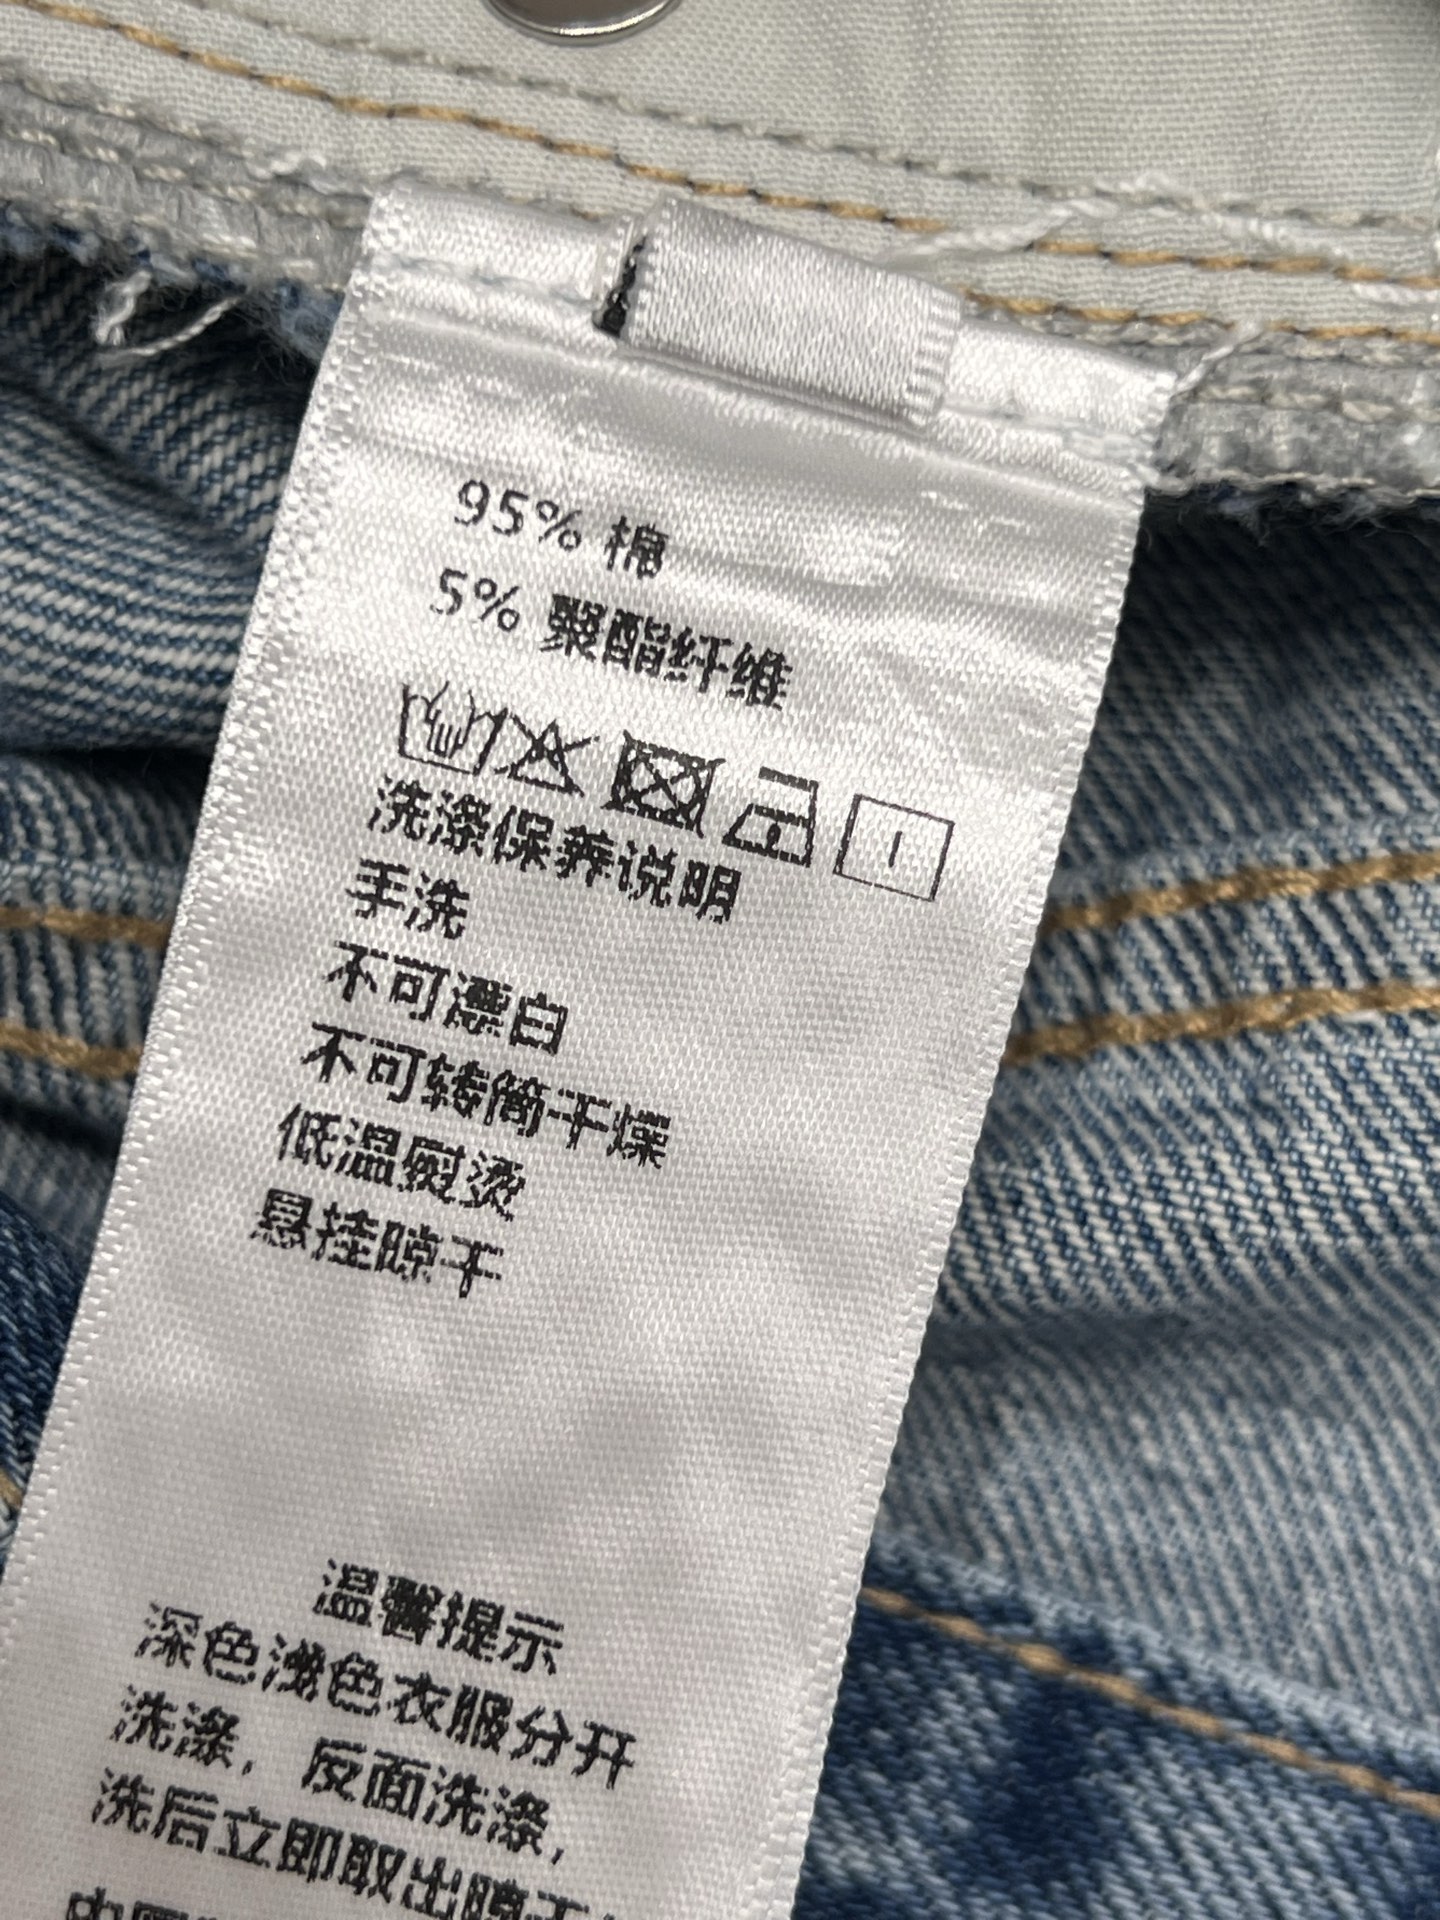 95% 棉
5% 聚酯纤维
洗涤保养说明
手洗
不可漂白
不可转筒干燥
低温熨烫
悬挂晾干
温馨提示
深色浅色衣服分开
洗涤，反面洗涤，
洗后立即取出晾干